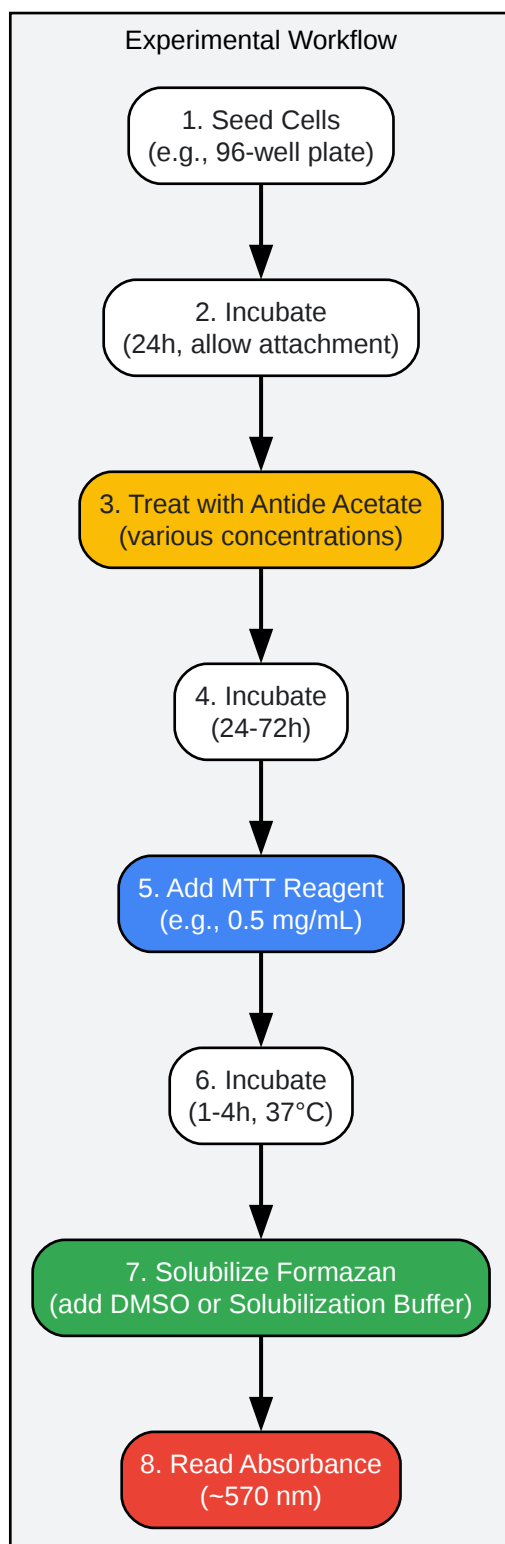 Experimental Workflow
1. Seed Cells
(e.g., 96-well plate)
2. Incubate
(24h, allow attachment)
3. Treat with Antide Acetate
(various concentrations)
4. Incubate
(24-72h)
5. Add MTT Reagent
(e.g., 0.5 mg/mL)
6. Incubate
(1-4h, 37°C)
7. Solubilize Formazan
(add DMSO or Solubilization Buffer)
8. Read Absorbance
(~570 nm)